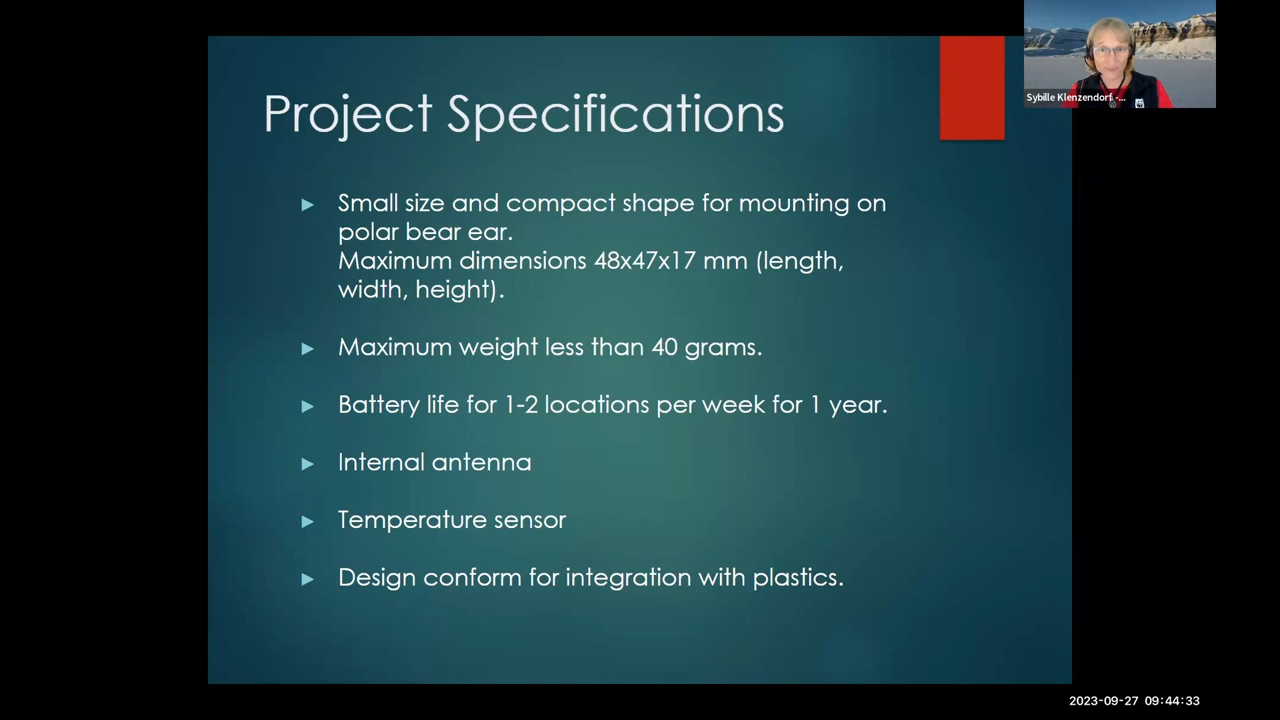 Project Specifications
Small size and compact shape for mounting on
polar bear ear.
Maximum dimensions 48x47x17 mm (length,
width, height).
Maximum weight less than 40 grams.
Battery life for 1-2 locations per week for 1 year.
Internal antenna
Temperature sensor
Design conform for integration with plastics.
Sybille Klenzendorf -...
2023-09-27 09:44:33